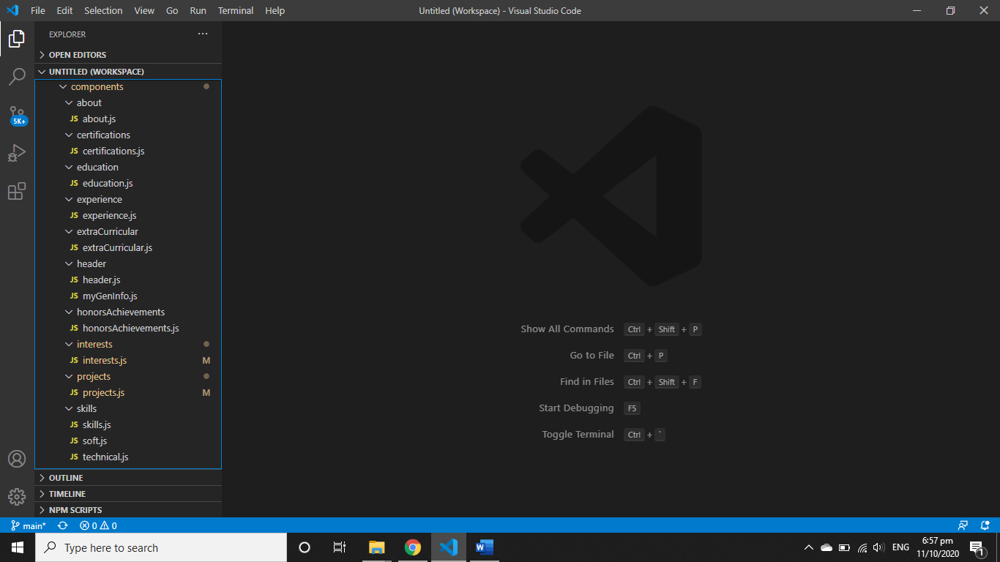 File Edit Selection View Go Run Terminal Help Untitled (Workspace) - Visual Studio Code
EXPLORER ...
OPEN EDITORS
UNTITLED (WORKSPACE)
components
about
JS about.js
certifications
JS certifications.js
education
JS education.js
experience
JS experience.js
extraCurricular
JS extraCurricular.js
header
JS header.js
JS myGenInfo.js
honorsAchievements
JS honorsAchievements.js
interests
JS interests.js M
projects
JS projects.js M
skills
JS skills.js
JS soft.js
JS technical.js
OUTLINE
TIMELINE
NPM SCRIPTS
5K+
Show All Commands Ctrl + Shift + P
Go to File Ctrl + P
Find in Files Ctrl + Shift + F
Start Debugging F5
Toggle Terminal Ctrl + `
main* 0 0
Type here to search W ENG 6:57 pm
11/10/2020 1